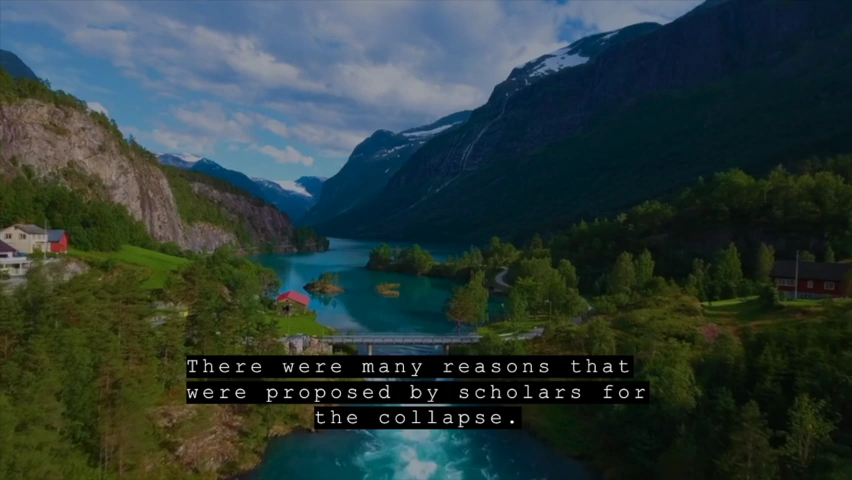 There were many reasons that
were proposed by scholars for
the collapse.